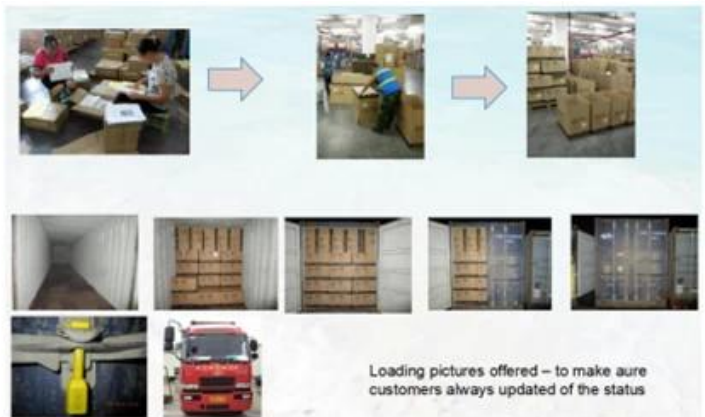 Loading pictures offered – to make aure
customers always updated of the status